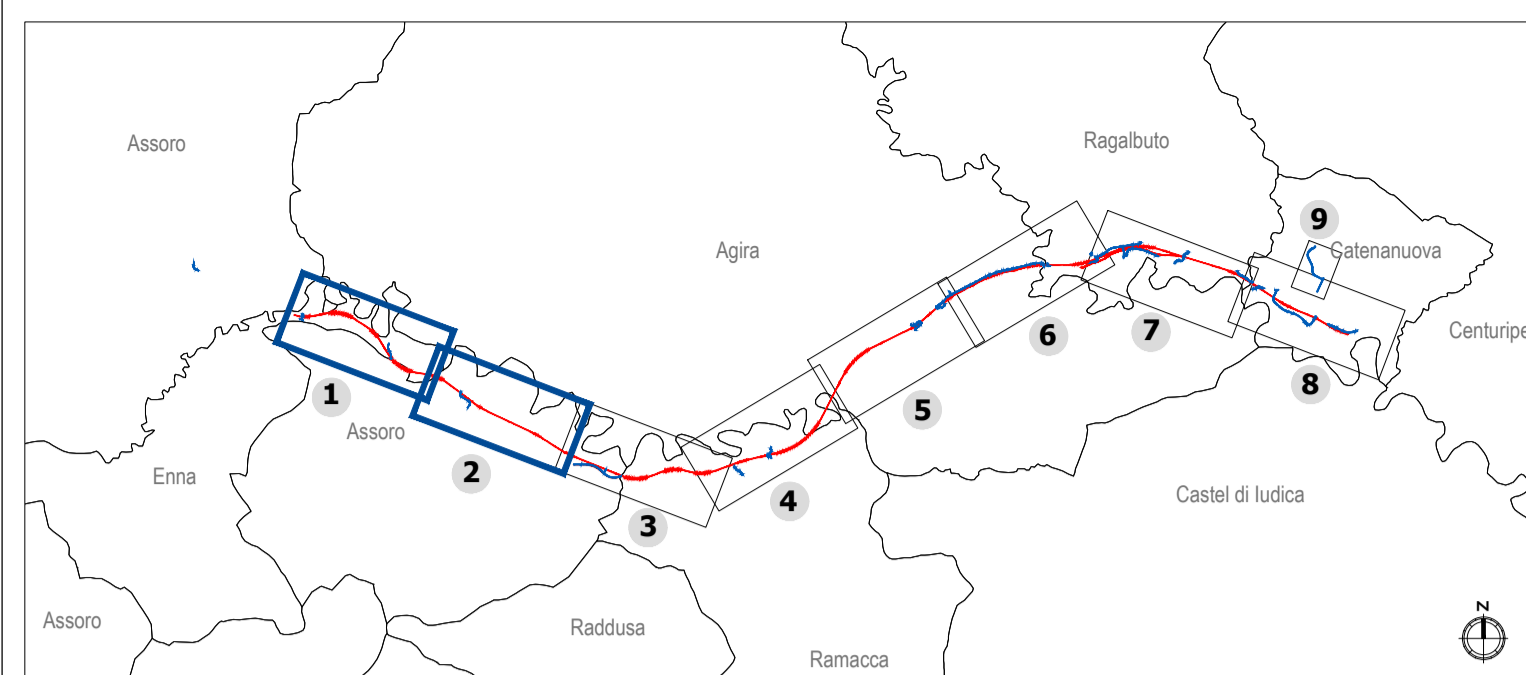 Assoro
Ragalbuto
9
Agira
Catenanuova
Centuripe
6
7
8
1
5
Assoro
2
Enna
4
Castel di Iudica
3
N
Assoro
Raddusa
Ramacca